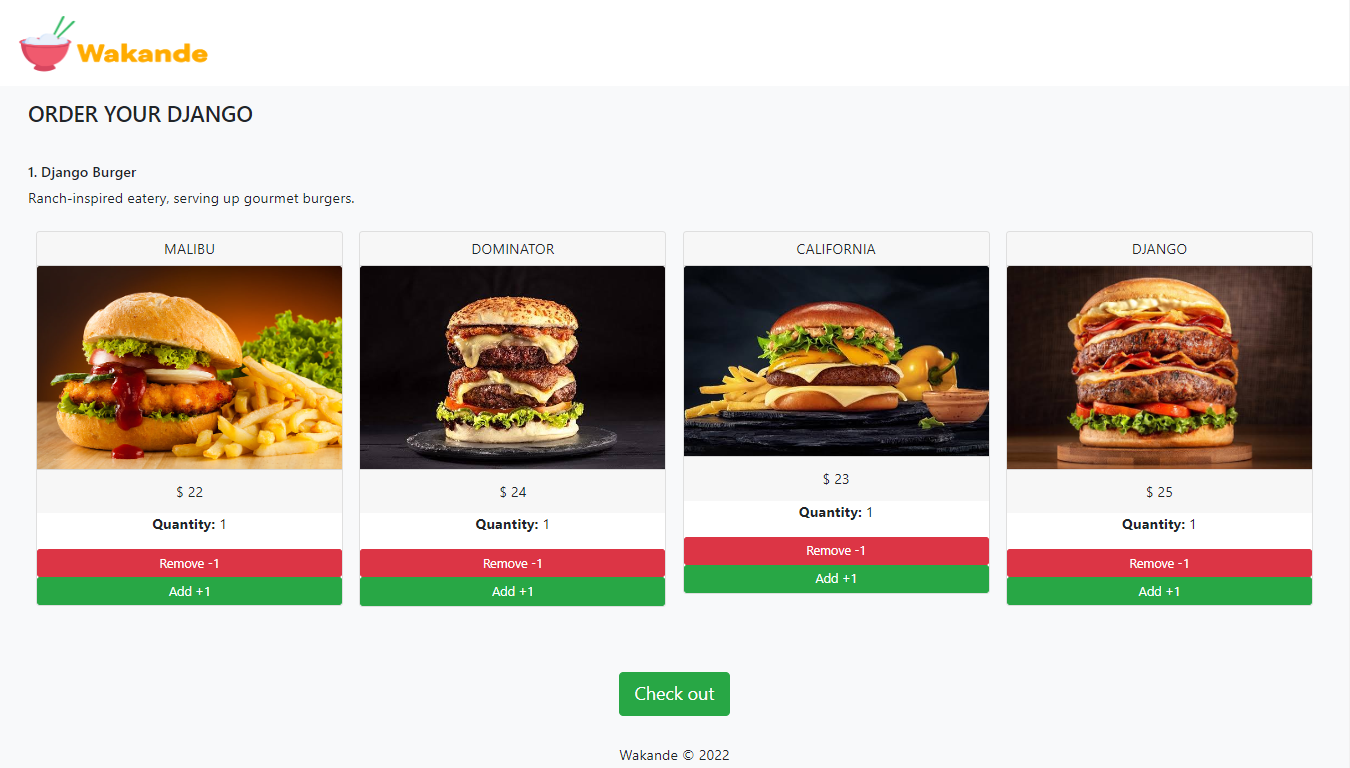 Wakande
ORDER YOUR DJANGO
1. Django Burger
Ranch-inspired eatery, serving up gourmet burgers.
MALIBU
$ 22
Quantity: 1
Remove -1
Add +1
DOMINATOR
$ 24
Quantity: 1
Remove -1
Add +1
CALIFORNIA
$ 23
Quantity: 1
Remove -1
Add +1
DJANGO
$ 25
Quantity: 1
Remove -1
Add +1
Check out
Wakande © 2022